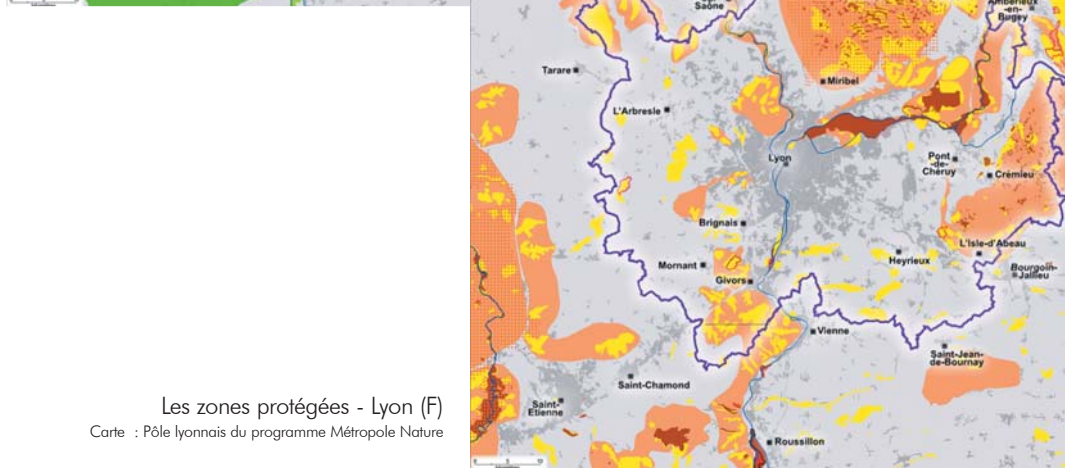 Saône
Ambérieux
-en-
Bugey
Tarare
Miribel
L'Arbresle
Lyon
Pont
-de-
Chéruy
Crémieu
Brignais
L'Isle-d'Abeau
Heyrieux
Mornant
Bourgoin-
Jallieu
Givors
Vienne
Saint-Jean-
de-Bournay
Saint-Chamond
Saint-
Etienne
Roussillon
Les zones protégées - Lyon (F)
Carte : Pôle lyonnais du programme Métropole Nature